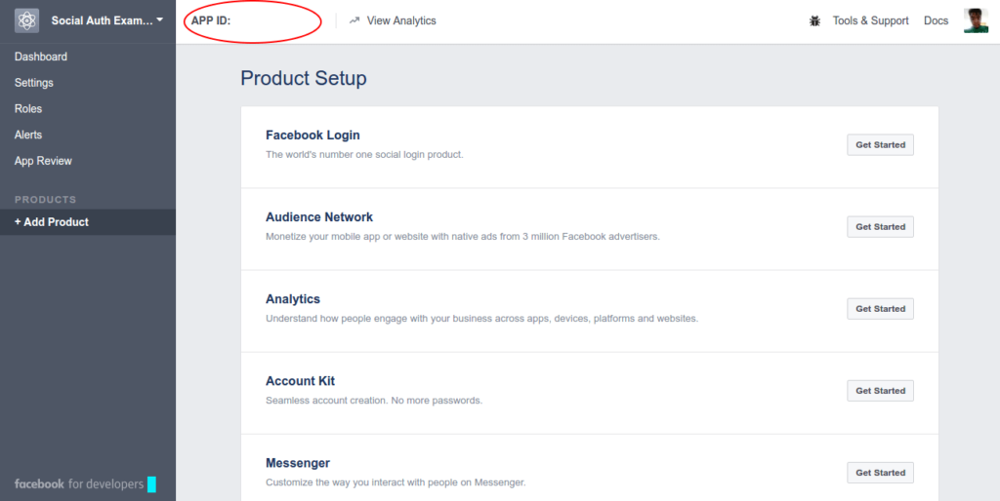 Social Auth Exam...
APP ID:
View Analytics
Tools & Support
Docs
Dashboard
Settings
Roles
Alerts
App Review
PRODUCTS
+ Add Product
facebook for developers
Product Setup
Facebook Login
The world's number one social login product.
Get Started
Audience Network
Monetize your mobile app or website with native ads from 3 million Facebook advertisers.
Get Started
Analytics
Understand how people engage with your business across apps, devices, platforms and websites.
Get Started
Account Kit
Seamless account creation. No more passwords.
Get Started
Messenger
Customize the way you interact with people on Messenger.
Get Started